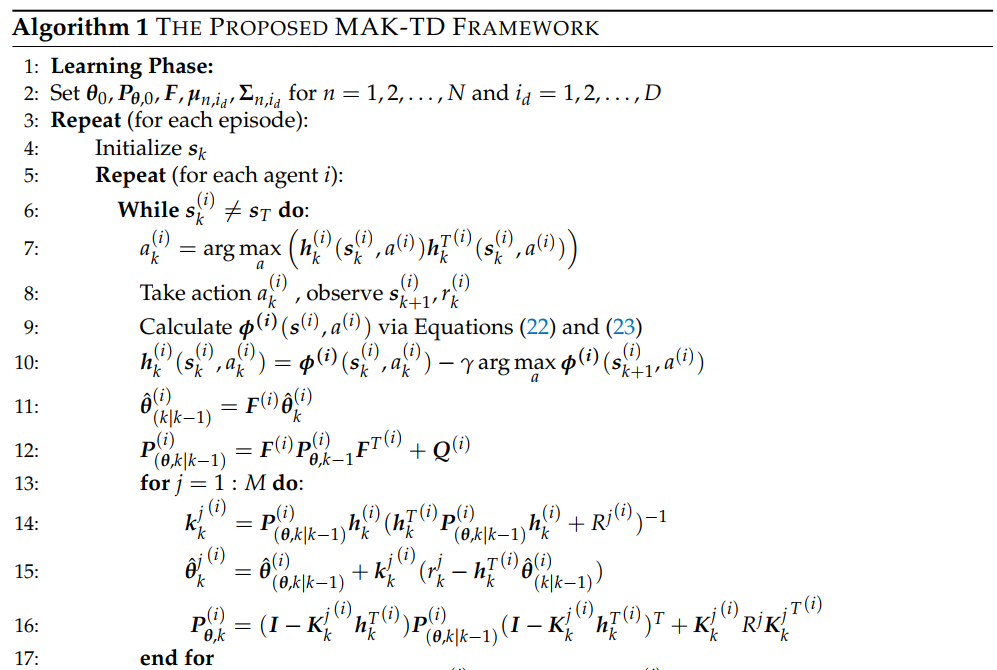 Algorithm 1 THE PROPOSED MAK-TD FRAMEWORK
1: Learning Phase:
2: Set θ₀, P_{θ,0}, F, μ_{n,i_d}, Σ_{n,i_d} for n = 1, 2, . . . , N and i_d = 1, 2, . . . , D
3: Repeat (for each episode):
4: Initialize s_k
5: Repeat (for each agent i):
6: While s_k^{(i)} ≠ s_T do:
7: a_k^{(i)} = arg max_a (h_k^{(i)}(s_k^{(i)}, a^{(i)}) h_k^{T(i)}(s_k^{(i)}, a^{(i)}))
8: Take action a_k^{(i)} , observe s_{k+1}^{(i)}, r_k^{(i)}
9: Calculate φ^{(i)}(s^{(i)}, a^{(i)}) via Equations (22) and (23)
10: h_k^{(i)}(s_k^{(i)}, a_k^{(i)}) = φ^{(i)}(s_k^{(i)}, a_k^{(i)}) − γ arg max_a φ^{(i)}(s_{k+1}^{(i)}, a^{(i)})
11: θ̂_{(k|k−1)}^{(i)} = F^{(i)} θ̂_k^{(i)}
12: P_{(θ,k|k−1)}^{(i)} = F^{(i)} P_{θ,k−1}^{(i)} F^{T(i)} + Q^{(i)}
13: for j = 1 : M do:
14: k_k^{j(i)} = P_{(θ,k|k−1)}^{(i)} h_k^{(i)} (h_k^{T(i)} P_{(θ,k|k−1)}^{(i)} h_k^{(i)} + R^{j(i)})^{−1}
15: θ̂_k^{j(i)} = θ̂_{(θ,k|k−1)}^{(i)} + k_k^{j(i)} (r_k^j − h_k^{T(i)} θ̂_{(k|k−1)}^{(i)})
16: P_{θ,k}^{(i)} = (I − K_k^{j(i)} h_k^{T(i)}) P_{(θ,k|k−1)}^{(i)} (I − K_k^{j(i)} h_k^{T(i)})^T + K_k^{j(i)} R^j K_k^{jT(i)}
17: end for